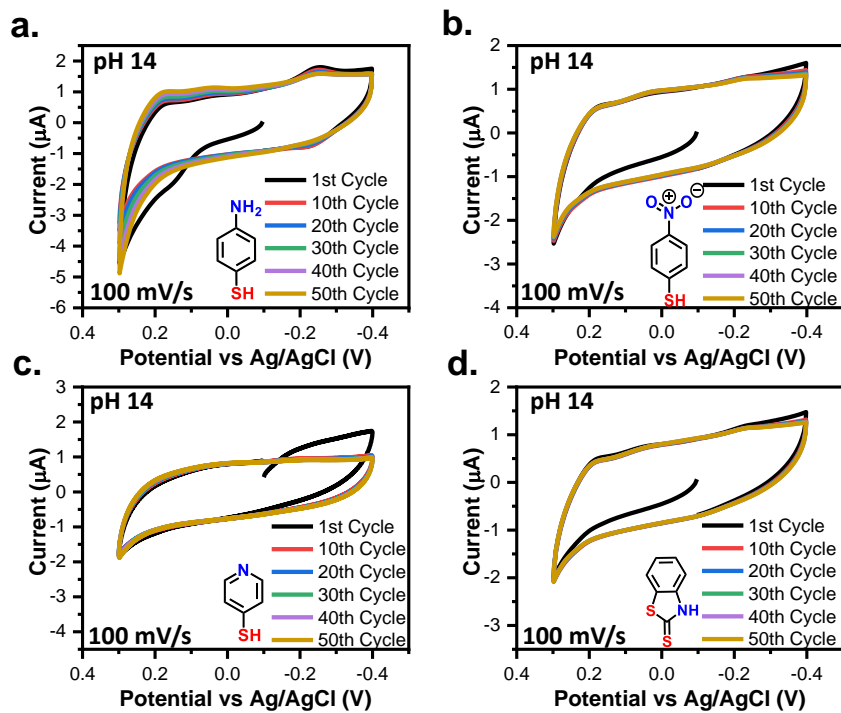 a.
pH 14
Current (µA)
2
1
0
-1
-2
-3
-4
-5
-6
1st Cycle
10th Cycle
20th Cycle
30th Cycle
40th Cycle
50th Cycle
NH2
SH
100 mV/s
0.4 0.2 0.0 -0.2 -0.4
Potential vs Ag/AgCl (V)
b.
pH 14
Current (µA)
2
1
0
-1
-2
-3
-4
1st Cycle
10th Cycle
20th Cycle
30th Cycle
40th Cycle
50th Cycle
O N + O −
SH
100 mV/s
0.4 0.2 0.0 -0.2 -0.4
Potential vs Ag/AgCl (V)
c.
pH 14
Current (µA)
3
2
1
0
-1
-2
-3
-4
1st Cycle
10th Cycle
20th Cycle
30th Cycle
40th Cycle
50th Cycle
N
SH
100 mV/s
0.4 0.2 0.0 -0.2 -0.4
Potential vs Ag/AgCl (V)
d.
pH 14
Current (µA)
2
1
0
-1
-2
-3
1st Cycle
10th Cycle
20th Cycle
30th Cycle
40th Cycle
50th Cycle
S NH
S
100 mV/s
0.4 0.2 0.0 -0.2 -0.4
Potential vs Ag/AgCl (V)